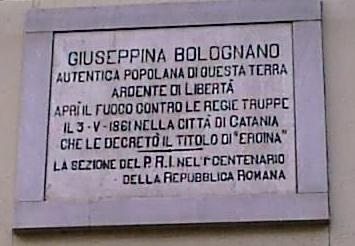 GIUSEPPINA BOLOGNANO
AUTENTICA POPOLANA DI QUESTA TERRA
ARDENTE DI LIBERTÀ
APRÌ IL FUOCO CONTRO LE REGIE TRUPPE
IL 3-V-1861 NELLA CITTÀ DI CATANIA
CHE LE DECRETÒ IL TITOLO DI "EROINA"
LA SEZIONE DEL P.R.I. NEL 1° CENTENARIO
DELLA REPUBBLICA ROMANA